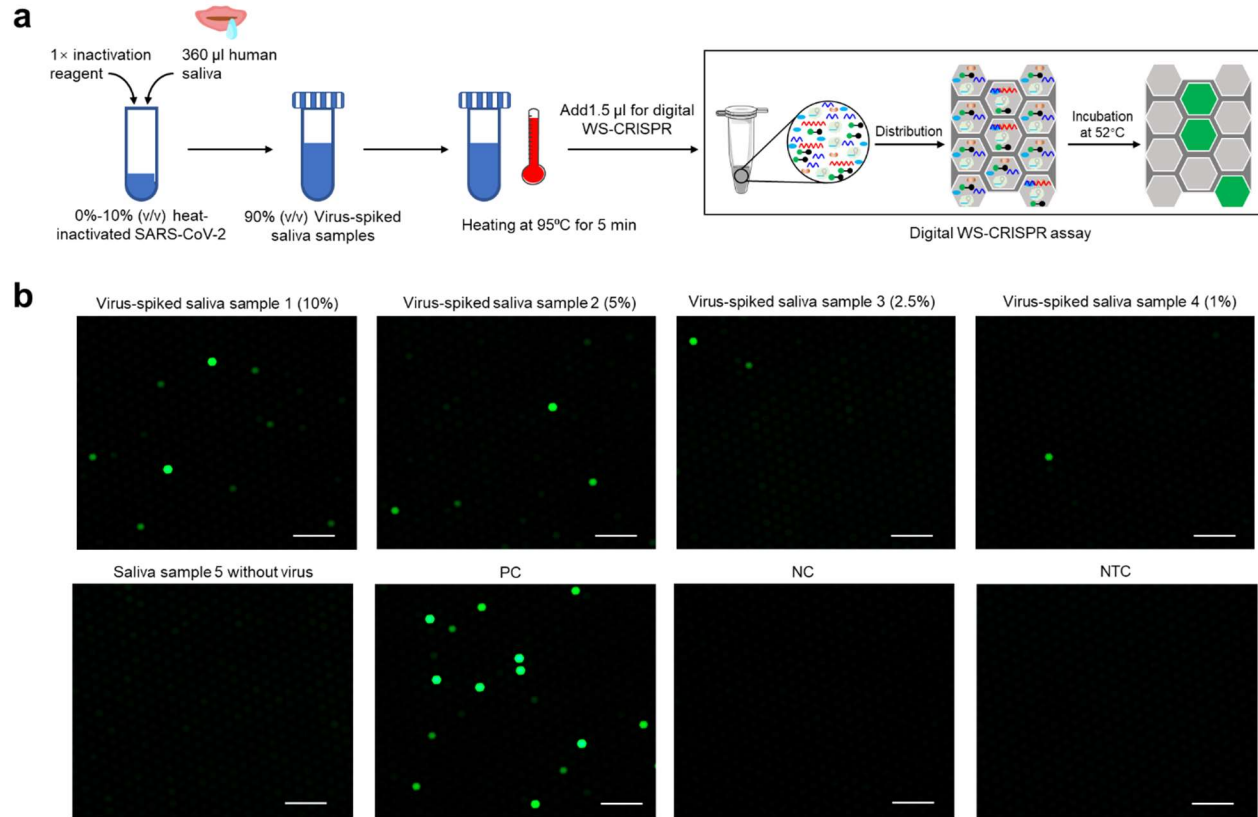 a
1× inactivation
reagent
360 µl human
saliva
0%-10% (v/v) heat-
inactivated SARS-CoV-2
90% (v/v) Virus-spiked
saliva samples
Heating at 95ºC for 5 min
Add1.5 µl for digital
WS-CRISPR
Distribution
Incubation
at 52°C
Digital WS-CRISPR assay
b
Virus-spiked saliva sample 1 (10%)
Virus-spiked saliva sample 2 (5%)
Virus-spiked saliva sample 3 (2.5%)
Virus-spiked saliva sample 4 (1%)
Saliva sample 5 without virus
PC
NC
NTC